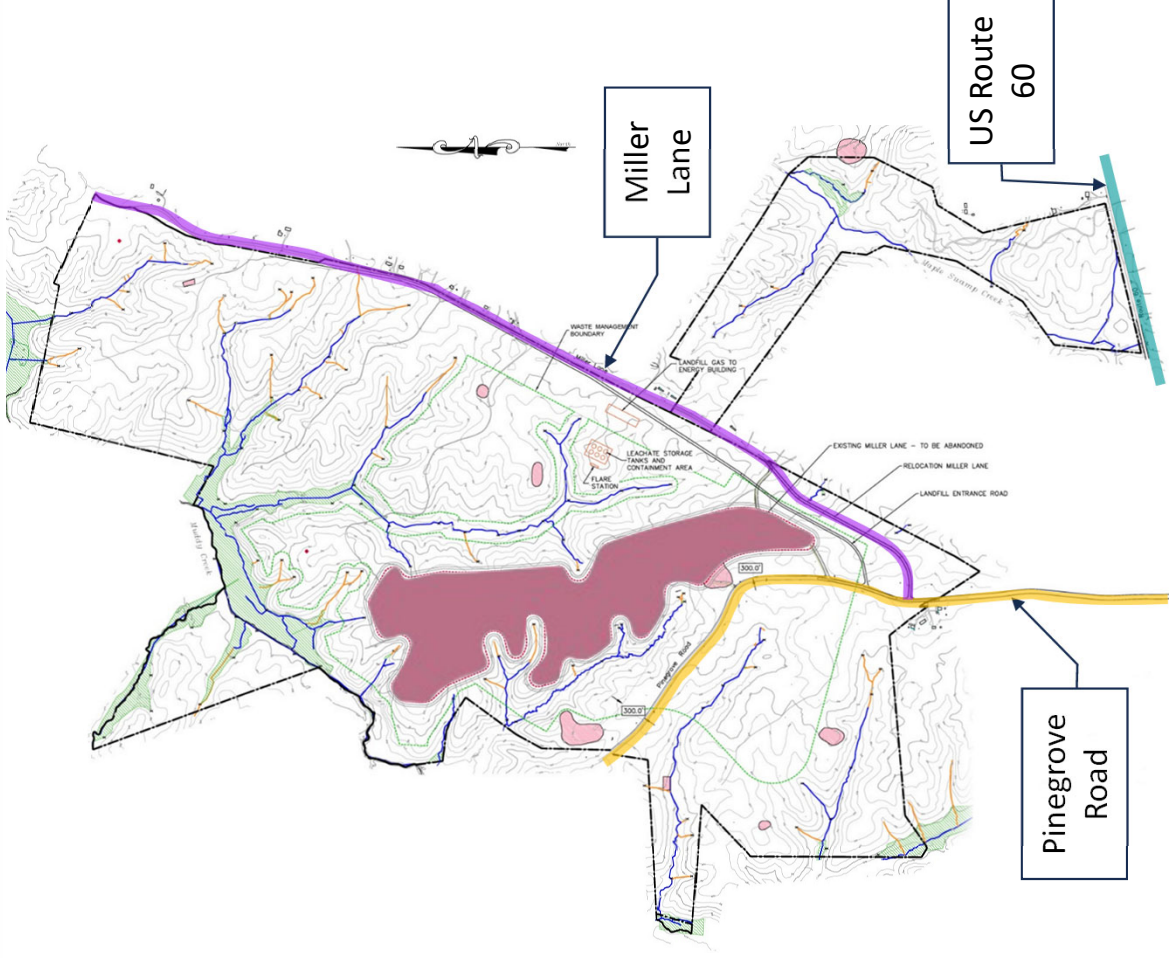 US Route
60
Miller
Lane
WASTE MANAGEMENT
BOUNDARY
LANDFILL GAS TO
ENERGY BUILDING
Maple Swamp Creek
LEACHATE STORAGE
TANKS AND
CONTAINMENT AREA
FLARE
STATION
EXISTING MILLER LANE - TO BE ABANDONED
RELOCATION MILLER LANE
LANDFILL ENTRANCE ROAD
Muddy Creek
300.0'
Pinegrove Road
300.0'
Pinegrove
Road